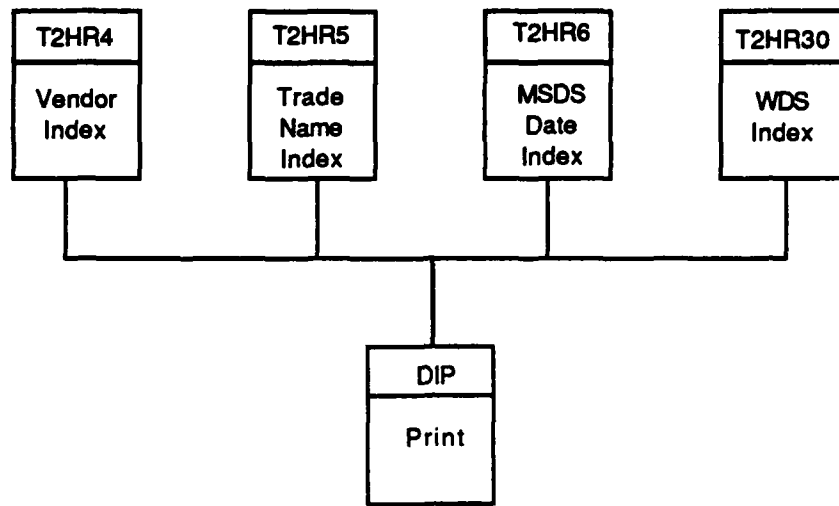 T2HR4
Vendor
Index
T2HR5
Trade
Name
Index
T2HR6
MSDS
Date
Index
T2HR30
WDS
Index
DIP
Print